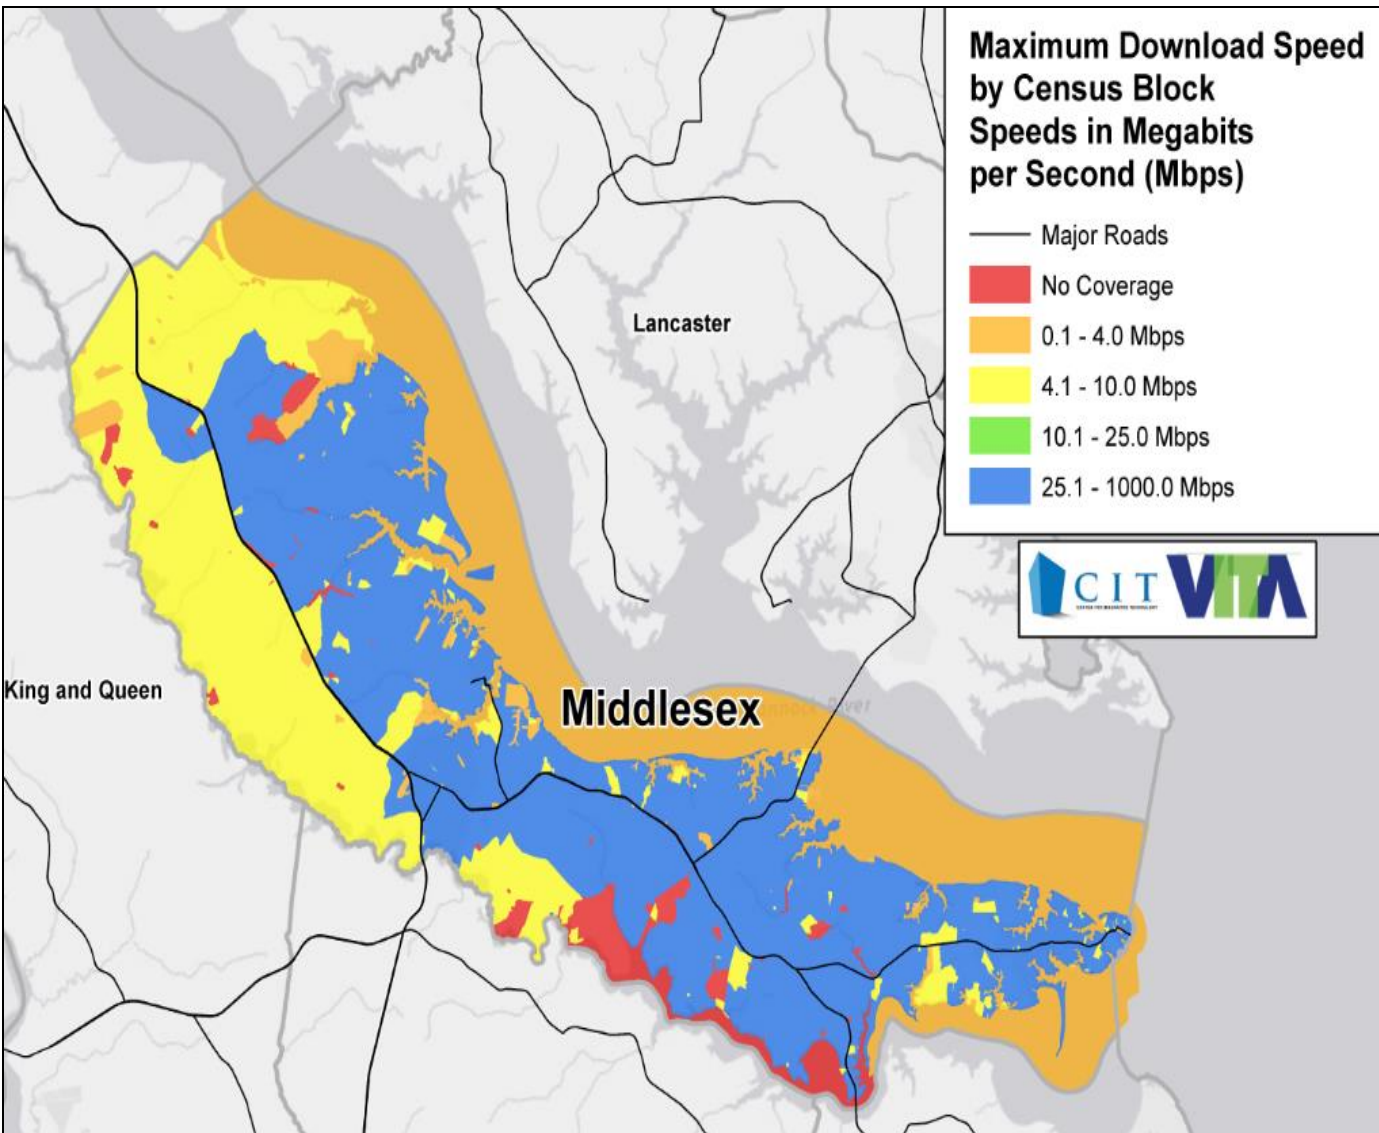 Maximum Download Speed
by Census Block
Speeds in Megabits
per Second (Mbps)
Major Roads
No Coverage
0.1 - 4.0 Mbps
4.1 - 10.0 Mbps
10.1 - 25.0 Mbps
25.1 - 1000.0 Mbps
Lancaster
CIT
VITA
King and Queen
Middlesex
River